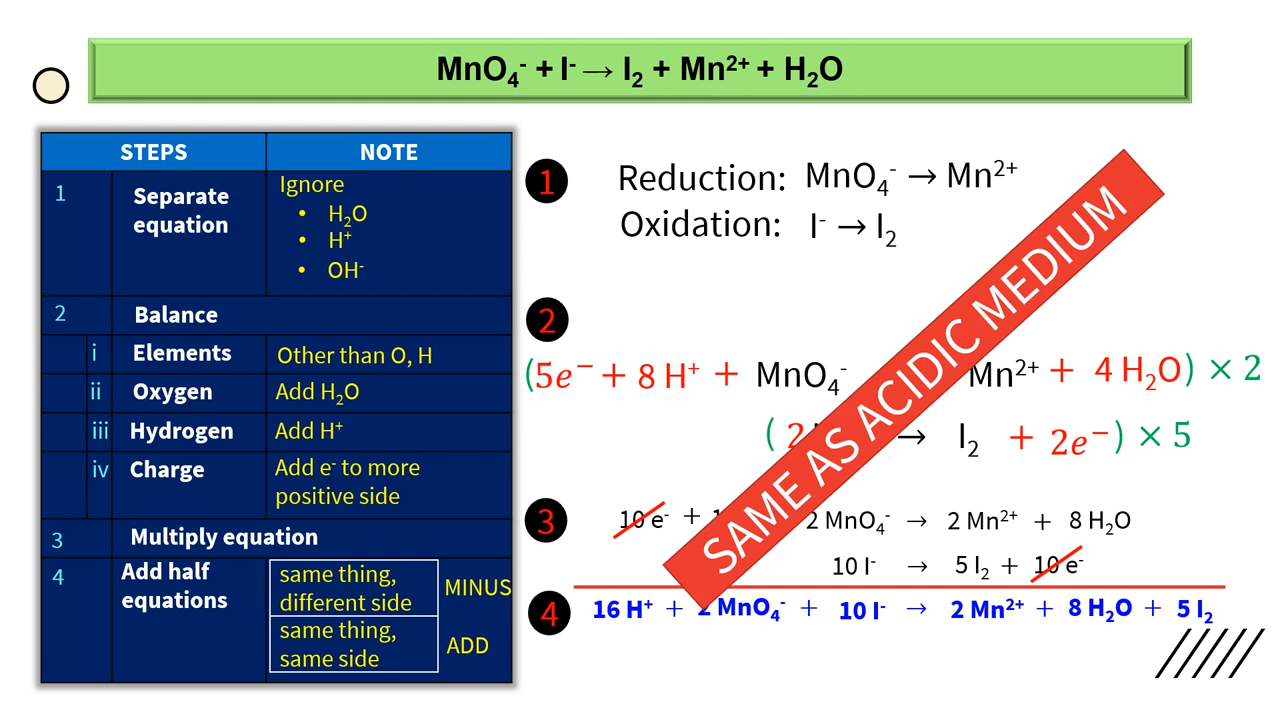 MnO₄⁻ + I⁻ → I₂ + Mn²⁺ + H₂O
STEPS NOTE
1 Separate equation Ignore
• H₂O
• H⁺
• OH⁻
2 Balance
i Elements Other than O, H
ii Oxygen Add H₂O
iii Hydrogen Add H⁺
iv Charge Add e⁻ to more
positive side
3 Multiply equation
4 Add half
equations
same thing,
different side MINUS
same thing,
same side ADD
1 Reduction: MnO₄⁻ → Mn²⁺
Oxidation: I⁻ → I₂
2
(5e⁻ + 8 H⁺ + MnO₄⁻ Mn²⁺ + 4 H₂O) × 2
( 2 → I₂ + 2e⁻ ) × 5
3 10 e⁻ + 2 MnO₄⁻ → 2 Mn²⁺ + 8 H₂O
10 I⁻ → 5 I₂ + 10 e⁻
4 16 H⁺ + 2 MnO₄⁻ + 10 I⁻ → 2 Mn²⁺ + 8 H₂O + 5 I₂
SAME AS ACIDIC MEDIUM